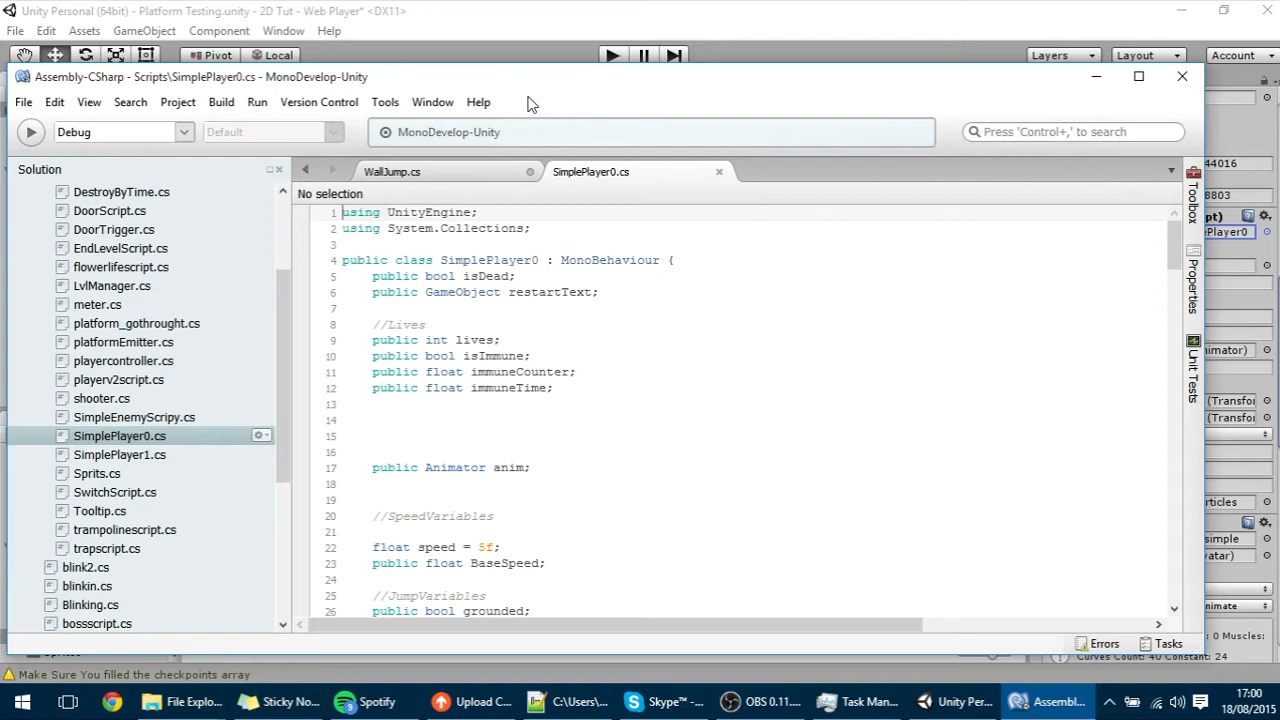 Unity Personal (64bit) - Platform Testing.unity - 2D Tut - Web Player* <DX11>
File Edit Assets GameObject Component Window Help
Pivot Local Layers Layout Account
Assembly-CSharp - Scripts\SimplePlayer0.cs - MonoDevelop-Unity
File Edit View Search Project Build Run Version Control Tools Window Help
Debug Default MonoDevelop-Unity Press 'Control+,' to search
Solution
WallJump.cs SimplePlayer0.cs
No selection
DestroyByTime.cs
DoorScript.cs
DoorTrigger.cs
EndLevelScript.cs
flowerlifescript.cs
LvlManager.cs
meter.cs
platform_gothrought.cs
platformEmitter.cs
playercontroller.cs
playerv2script.cs
shooter.cs
SimpleEnemyScripy.cs
SimplePlayer0.cs
SimplePlayer1.cs
Sprits.cs
SwitchScript.cs
Tooltip.cs
trampolinescript.cs
trapscript.cs
blink2.cs
blinkin.cs
Blinking.cs
bossscript.cs
1 using UnityEngine;
2 using System.Collections;
3
4 public class SimplePlayer0 : MonoBehaviour {
5 public bool isDead;
6 public GameObject restartText;
7
8 //Lives
9 public int lives;
10 public bool isImmune;
11 public float immuneCounter;
12 public float immuneTime;
13
14
15
16
17 public Animator anim;
18
19
20 //SpeedVariables
21
22 float speed = 5f;
23 public float BaseSpeed;
24
25 //JumpVariables
26 public bool grounded;
Toolbox
Properties
Unit Tests
44016
8803
pt)
ePlayer0
nimator)
(Transfor
(Transfor
articles
simple
vatar)
nimate
: 0 Muscles:
Curves Count: 40 Constant: 24
Errors Tasks
Make Sure You filled the checkpoints array
File Explo... Sticky No... Spotify Upload C... C:\Users\... Skype™ -... OBS 0.11.... Task Man... Unity Per... Assembl...
17:00
18/08/2015